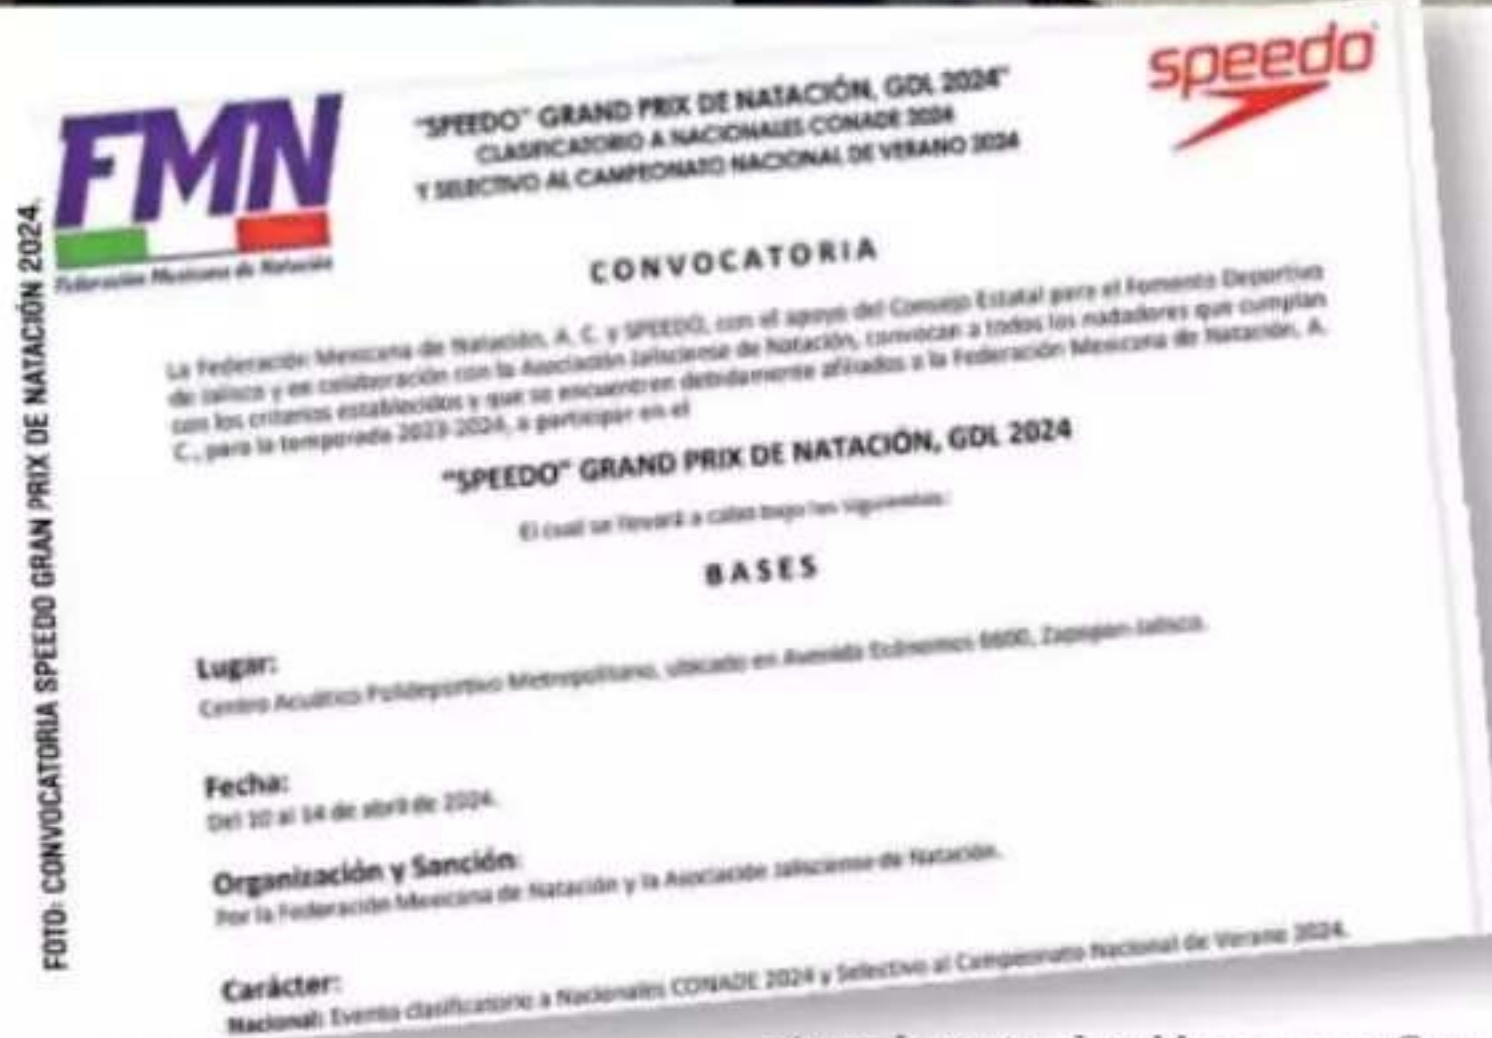 FOTO: CONVOCATORIA SPEEDO GRAN PRIX DE NATACIÓN 2024.
FMN
Federación Mexicana de Natación
speedo
"SPEEDO" GRAND PRIX DE NATACIÓN, GDL 2024"
CLASIFICATORIO A NACIONALES CONADE 2024
Y SELECTIVO AL CAMPEONATO NACIONAL DE VERANO 2024
CONVOCATORIA
La Federación Mexicana de Natación, A. C. y SPEEDO, con el apoyo del Consejo Estatal para el Fomento Deportivo
de Jalisco y en colaboración con la Asociación Jalisciense de Natación, convocan a todos los nadadores que cumplan
con los criterios establecidos y que se encuentren debidamente afiliados a la Federación Mexicana de Natación, A.
C., para la temporada 2023-2024, a participar en el
"SPEEDO" GRAND PRIX DE NATACIÓN, GDL 2024
El cual se llevará a cabo bajo las siguientes:
BASES
Lugar:
Centro Acuático Polideportivo Metropolitano, ubicado en Avenida 6600, Zapopan-Jalisco.
Fecha:
Del 10 al 14 de abril de 2024.
Organización y Sanción:
Por la Federación Mexicana de Natación y la Asociación Jalisciense de Natación.
Carácter:
Nacional: Evento clasificatorio a Nacionales CONADE 2024 y Selectivo al Campeonato Nacional de Verano 2024.